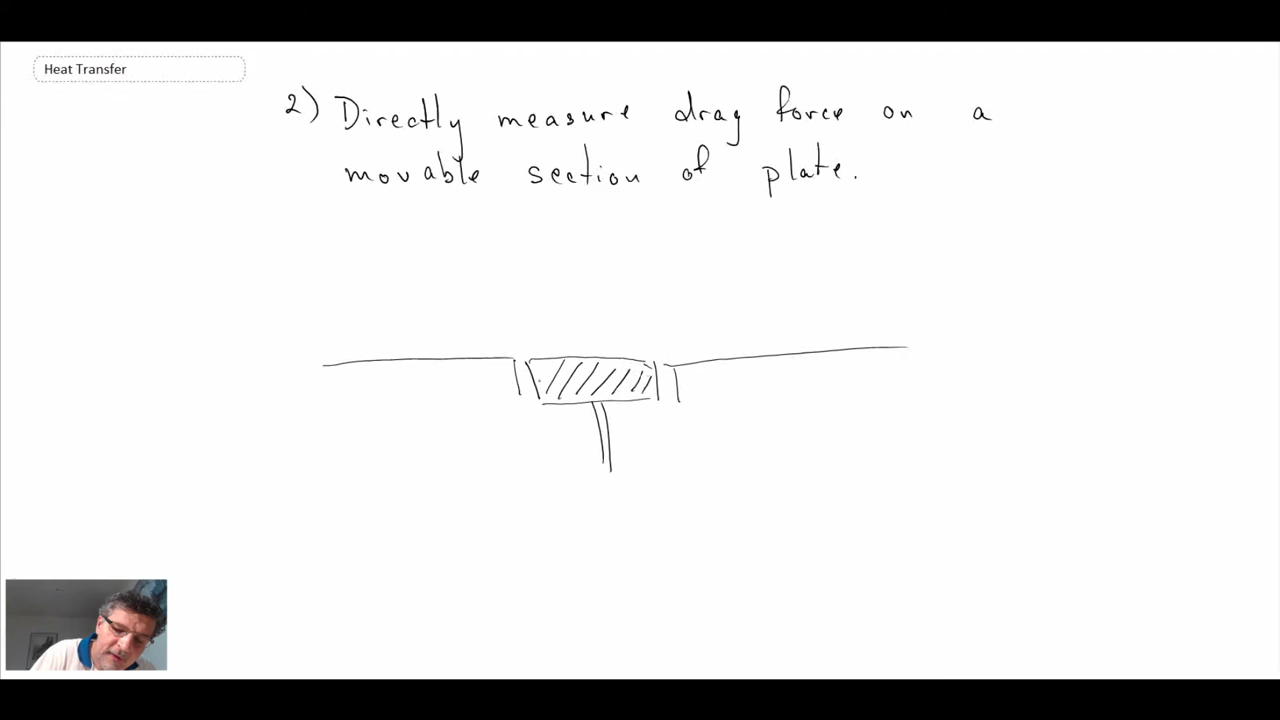 Heat Transfer
2) Directly measure drag force on a
movable section of plate.